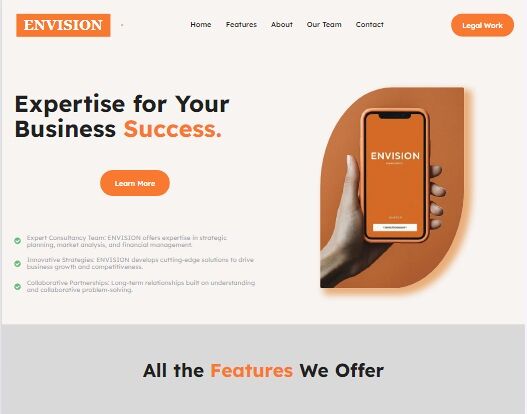 ENVISION
Home Features About Our Team Contact
Legal Work
Expertise for Your
Business Success.
ENVISION
Learn More
Expert Consultancy Team: ENVISION offers expertise in strategic
planning, market analysis, and financial management.
Innovative Strategies: ENVISION develops cutting-edge solutions to drive
business growth and competitiveness.
Collaborative Partnerships: Long-term relationships built on understanding
and collaborative problem-solving.
All the Features We Offer